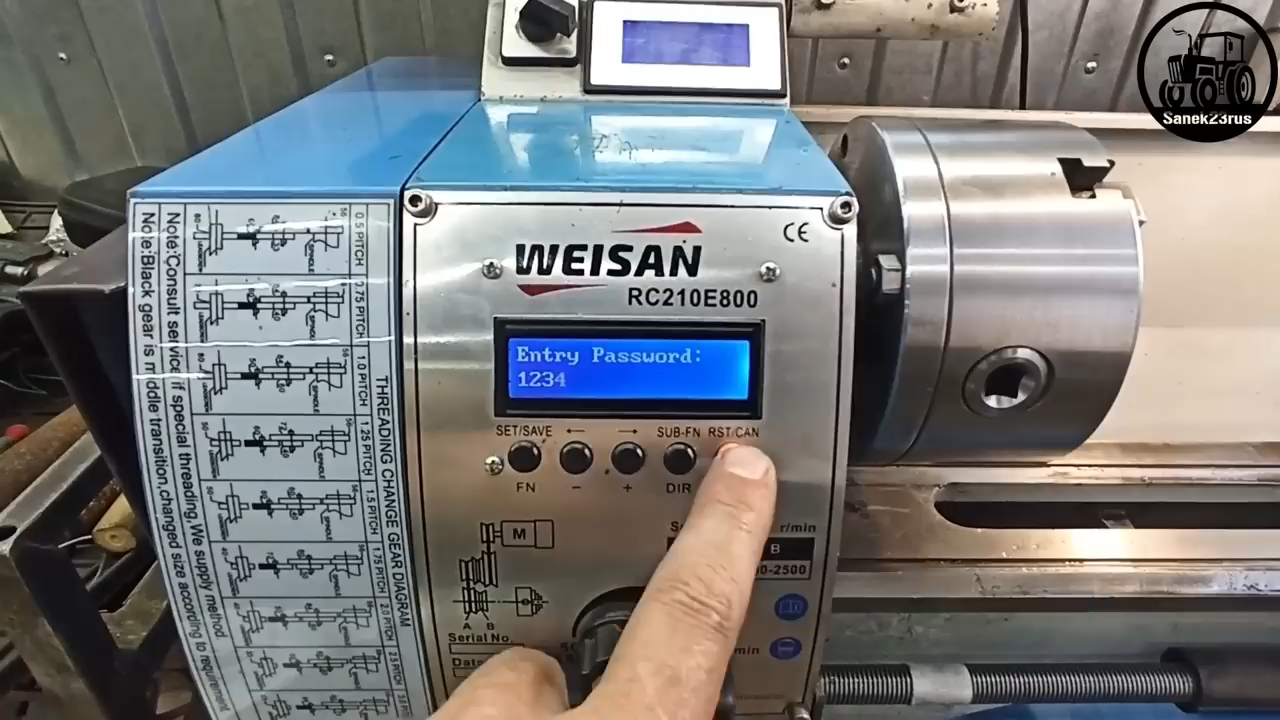 Sanek23rus
WEISAN
CE
RC210E800
Entry Password:
1234
SET/SAVE ← → SUB-FN RST/CAN
FN − + DIR
M
r/min
B
-2500
A B
Serial No.
min
THREADING CHANGE GEAR DIAGRAM
0.5 PITCH
0.75 PITCH
1.0 PITCH
1.25 PITCH
1.5 PITCH
1.75 PITCH
2.0 PITCH
SPINDLE
Note:Consult service if special threading,We supply method
Note:Black gear is middle transition,changed size according to requirement